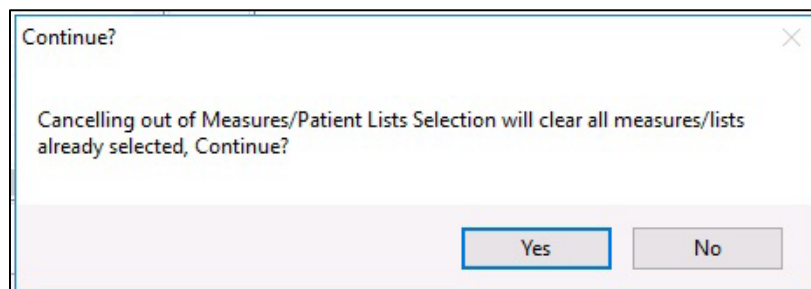 Continue?
Cancelling out of Measures/Patient Lists Selection will clear all measures/lists
already selected, Continue?
Yes
No